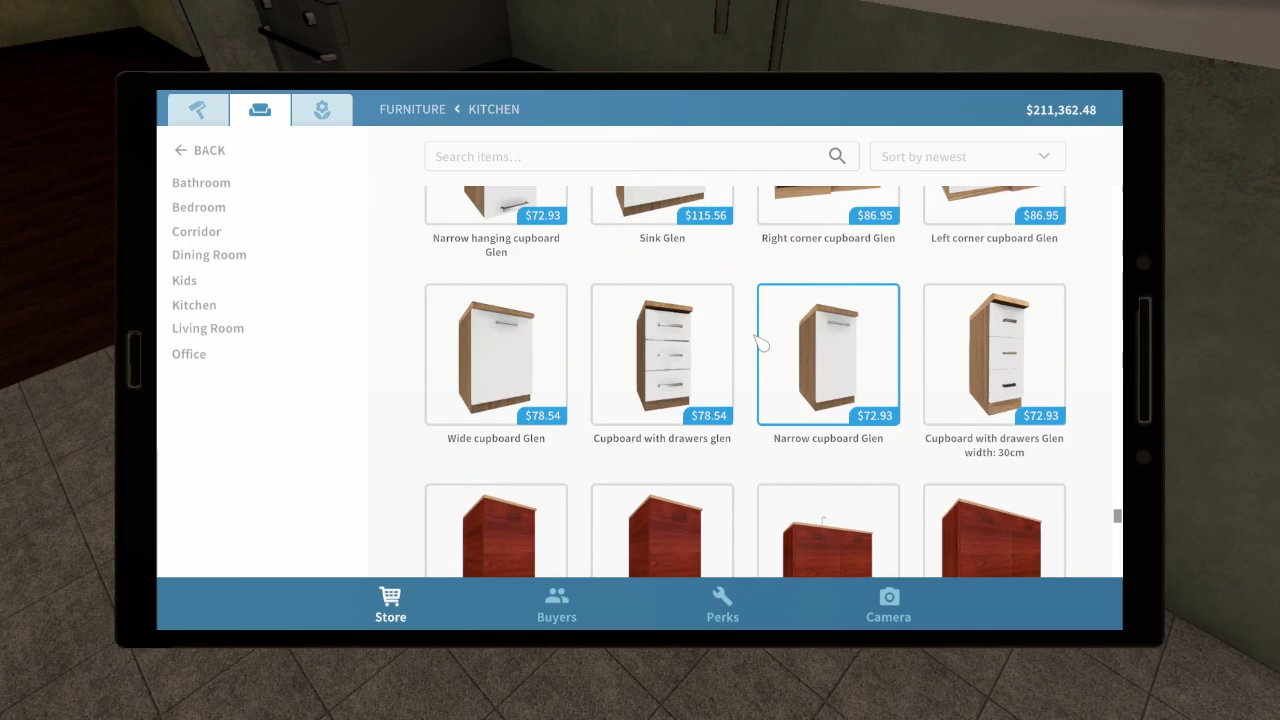 FURNITURE < KITCHEN
$211,362.48
BACK
Search items...
Sort by newest
Bathroom
Bedroom
Corridor
Dining Room
Kids
Kitchen
Living Room
Office
$72.93
$115.56
$86.95
$86.95
Narrow hanging cupboard
Glen
Sink Glen
Right corner cupboard Glen
Left corner cupboard Glen
$78.54
$78.54
$72.93
$72.93
Wide cupboard Glen
Cupboard with drawers glen
Narrow cupboard Glen
Cupboard with drawers Glen
width: 30cm
Store
Buyers
Perks
Camera